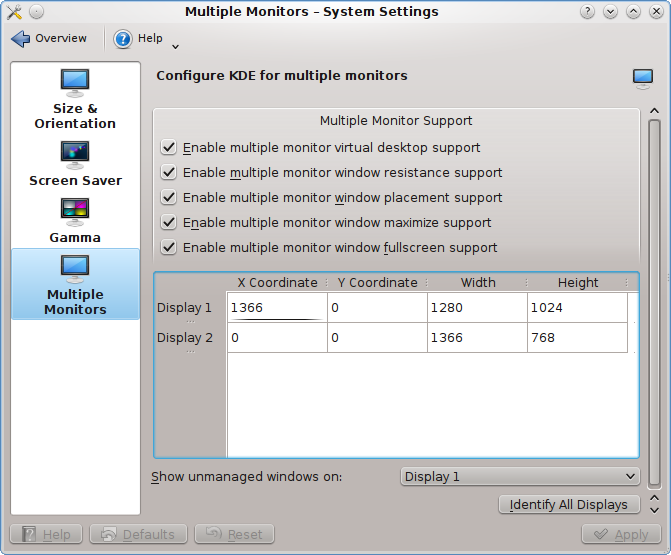 Multiple Monitors – System Settings
Overview
Help
Size &
Orientation
Screen Saver
Gamma
Multiple
Monitors
Configure KDE for multiple monitors
Multiple Monitor Support
Enable multiple monitor virtual desktop support
Enable multiple monitor window resistance support
Enable multiple monitor window placement support
Enable multiple monitor window maximize support
Enable multiple monitor window fullscreen support
X Coordinate Y Coordinate Width Height
Display 1 1366 0 1280 1024
Display 2 0 0 1366 768
Show unmanaged windows on: Display 1
Identify All Displays
Help Defaults Reset Apply